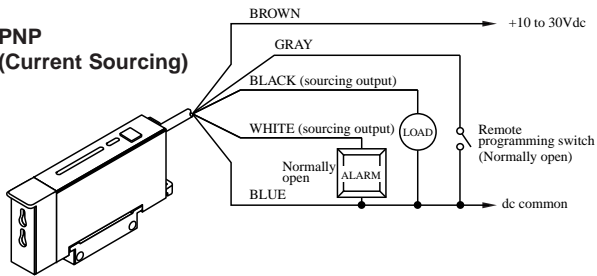 PNP
(Current Sourcing)
BROWN
+10 to 30Vdc
GRAY
BLACK (sourcing output)
WHITE (sourcing output)
LOAD
Remote
programming switch
(Normally open)
Normally
open
ALARM
BLUE
dc common